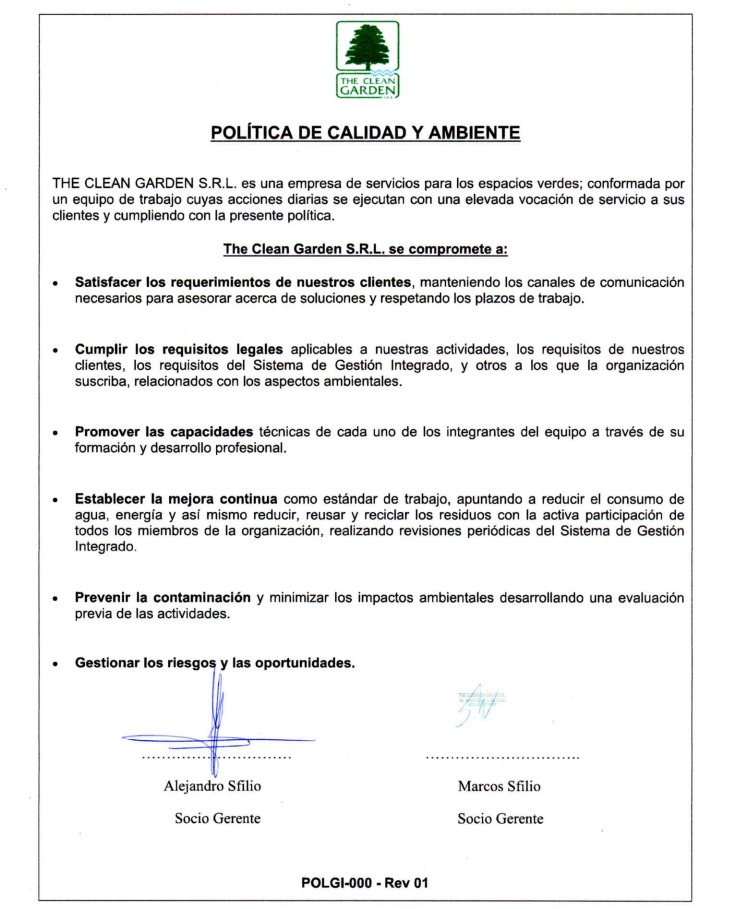 THE CLEAN
GARDEN
POLÍTICA DE CALIDAD Y AMBIENTE
THE CLEAN GARDEN S.R.L. es una empresa de servicios para los espacios verdes; conformada por
un equipo de trabajo cuyas acciones diarias se ejecutan con una elevada vocación de servicio a sus
clientes y cumpliendo con la presente política.
The Clean Garden S.R.L. se compromete a:
• Satisfacer los requerimientos de nuestros clientes, manteniendo los canales de comunicación
necesarios para asesorar acerca de soluciones y respetando los plazos de trabajo.
• Cumplir los requisitos legales aplicables a nuestras actividades, los requisitos de nuestros
clientes, los requisitos del Sistema de Gestión Integrado, y otros a los que la organización
suscriba, relacionados con los aspectos ambientales.
• Promover las capacidades técnicas de cada uno de los integrantes del equipo a través de su
formación y desarrollo profesional.
• Establecer la mejora continua como estándar de trabajo, apuntando a reducir el consumo de
agua, energía y así mismo reducir, reusar y reciclar los residuos con la activa participación de
todos los miembros de la organización, realizando revisiones periódicas del Sistema de Gestión
Integrado.
• Prevenir la contaminación y minimizar los impactos ambientales desarrollando una evaluación
previa de las actividades.
• Gestionar los riesgos y las oportunidades.
Alejandro Sfilio
Marcos Sfilio
Socio Gerente
Socio Gerente
POLGI-000 - Rev 01